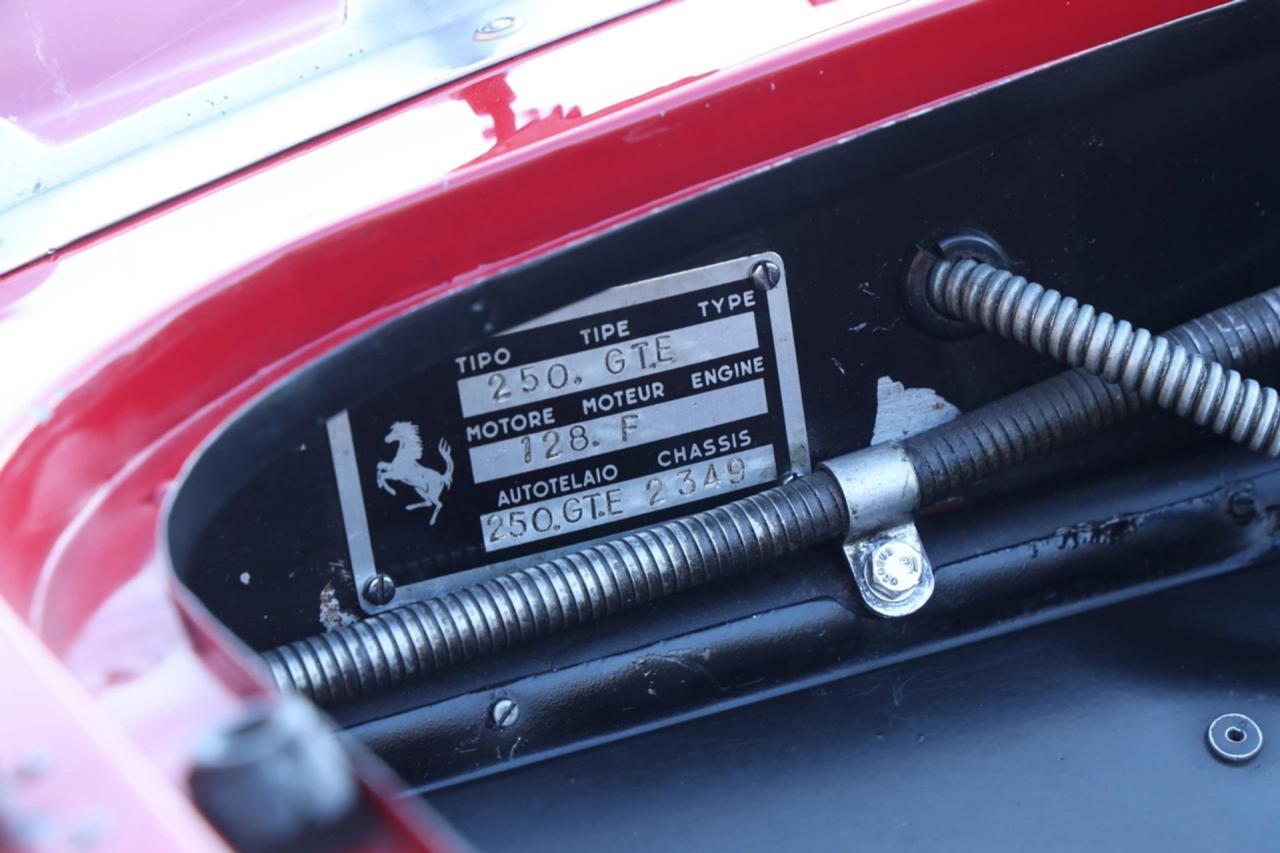 TIPO TIPE TYPE
250. GT.E
MOTORE MOTEUR ENGINE
128. F
AUTOTELAIO CHASSIS
250.GT.E 2349